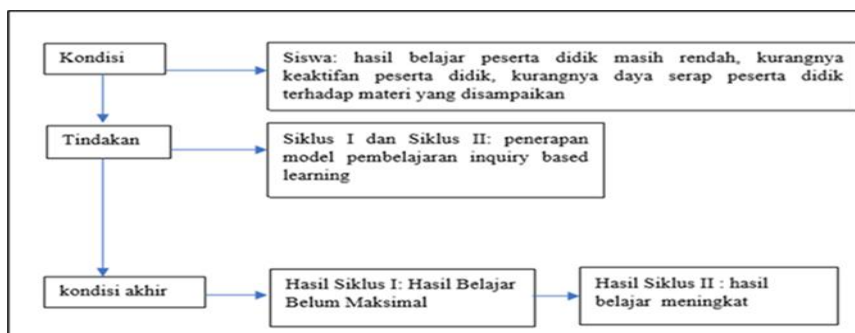 Kondisi
Siswa: hasil belajar peserta didik masih rendah, kurangnya
keaktifan peserta didik, kurangnya daya serap peserta didik
terhadap materi yang disampaikan
Tindakan
Siklus I dan Siklus II: penerapan
model pembelajaran inquiry based
learning
kondisi akhir
Hasil Siklus I: Hasil Belajar
Belum Maksimal
Hasil Siklus II : hasil
belajar meningkat